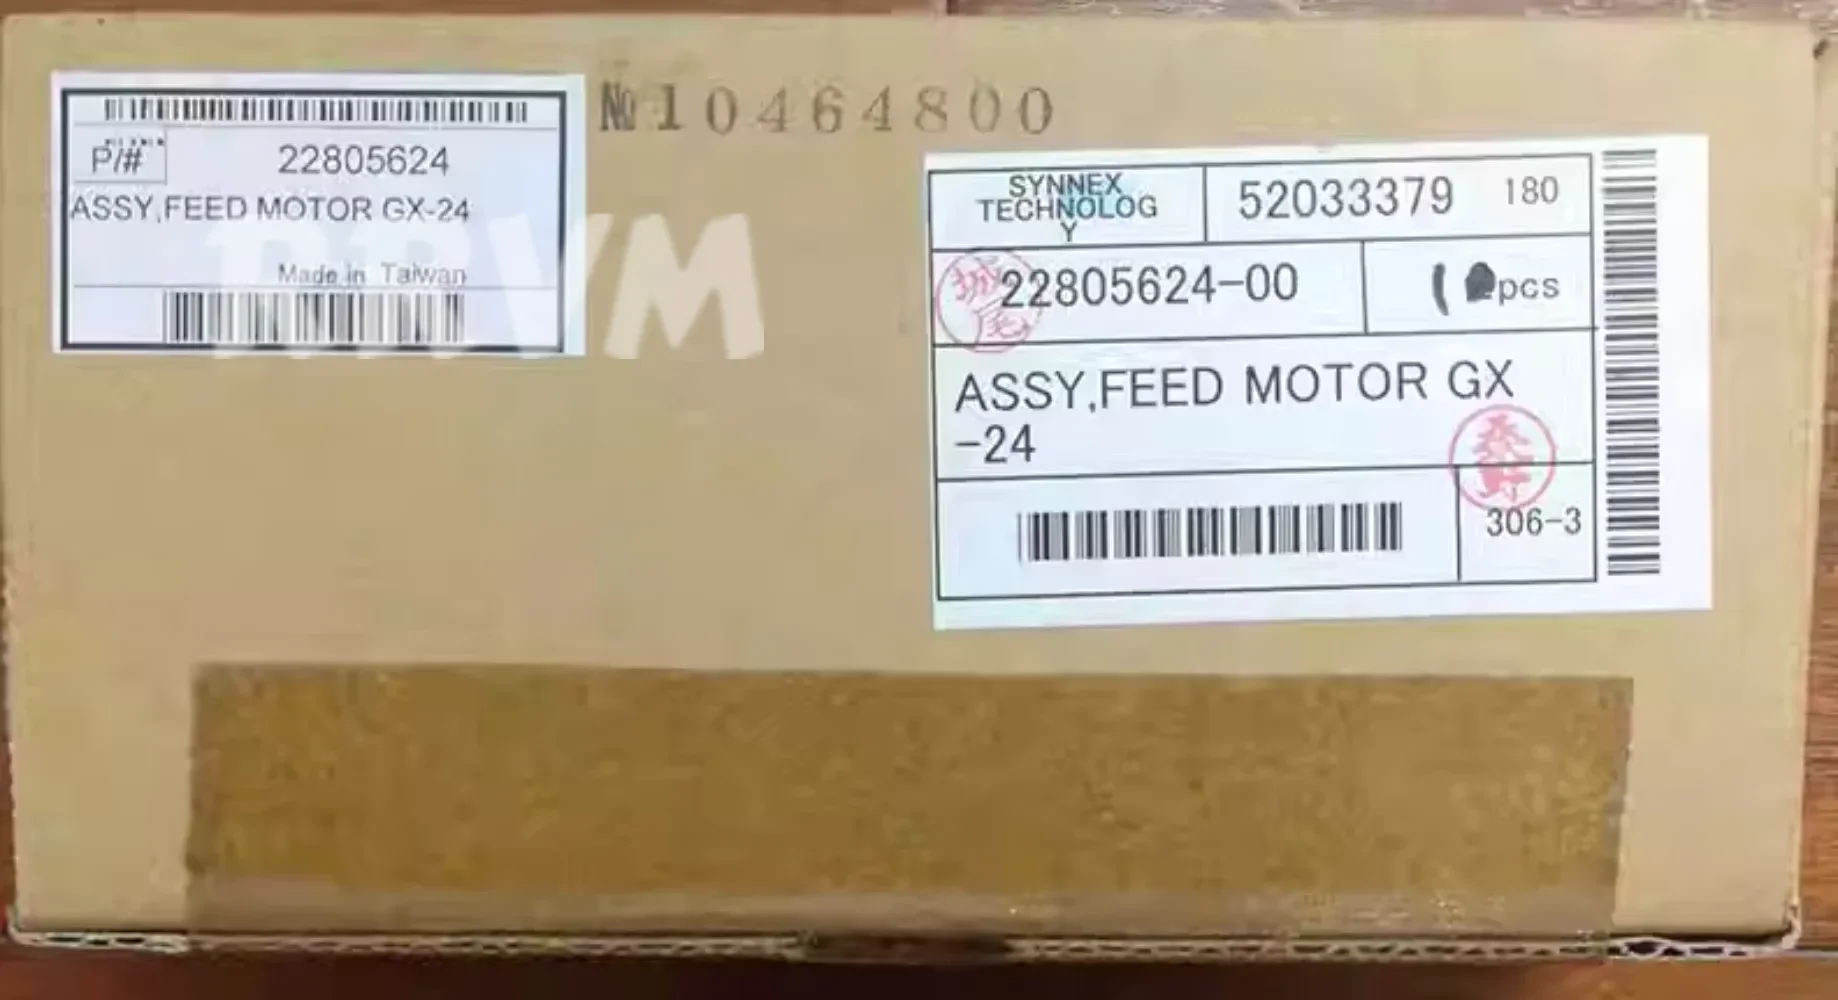 №10464800
P/# 22805624
ASSY,FEED MOTOR GX-24
Made in Taiwan
SYNNEX
TECHNOLOG
Y
52033379 180
22805624-00
pcs
ASSY,FEED MOTOR GX
-24
306-3